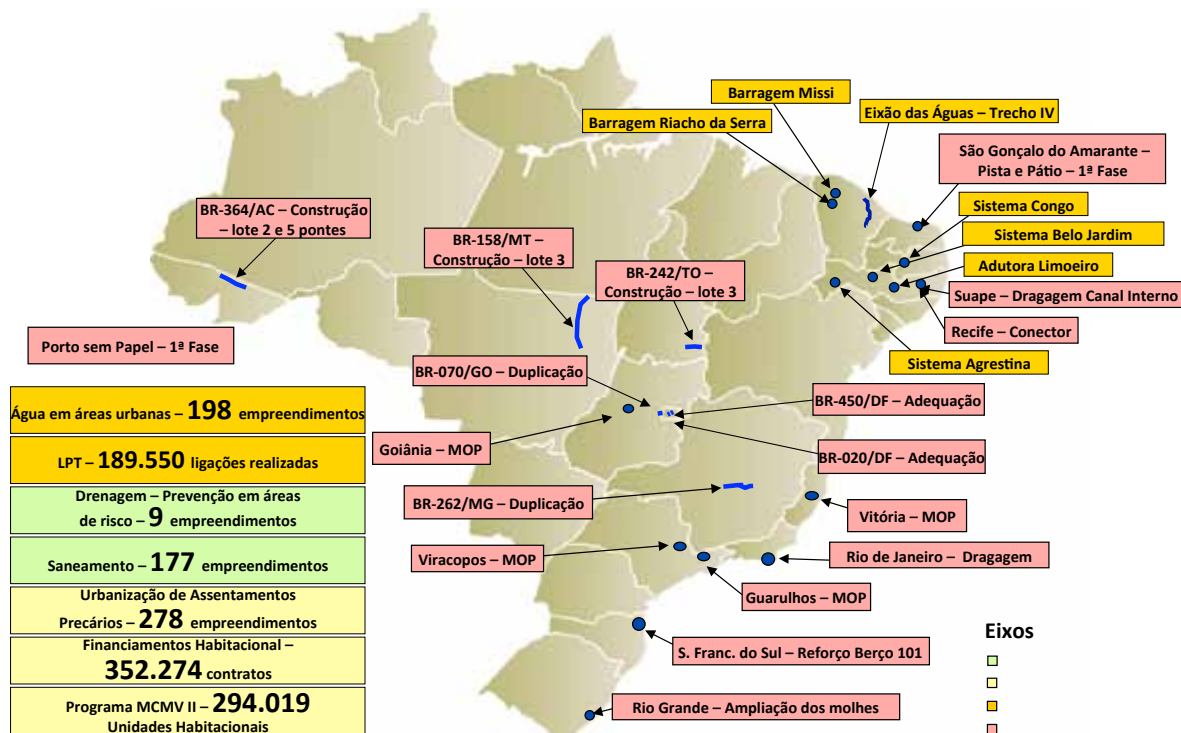 Barragem Missi
Barragem Riacho da Serra
Eixão das Águas – Trecho IV
São Gonçalo do Amarante –
Pista e Pátio – 1ª Fase
BR-364/AC – Construção
– lote 2 e 5 pontes
Sistema Congo
BR-158/MT –
Construção – lote 3
Sistema Belo Jardim
BR-242/TO –
Construção – lote 3
Adutora Limoeiro
Suape – Dragagem Canal Interno
Recife – Conector
Porto sem Papel – 1ª Fase
Sistema Agrestina
BR-070/GO – Duplicação
BR-450/DF – Adequação
Goiânia – MOP
BR-020/DF – Adequação
BR-262/MG – Duplicação
Vitória – MOP
Viracopos – MOP
Rio de Janeiro – Dragagem
Guarulhos – MOP
S. Franc. do Sul – Reforço Berço 101
Rio Grande – Ampliação dos molhes
Água em áreas urbanas – 198 empreendimentos
LPT – 189.550 ligações realizadas
Drenagem – Prevenção em áreas
de risco – 9 empreendimentos
Saneamento – 177 empreendimentos
Urbanização de Assentamentos
Precários – 278 empreendimentos
Financiamentos Habitacional –
352.274 contratos
Programa MCMV II – 294.019
Unidades Habitacionais
Eixos